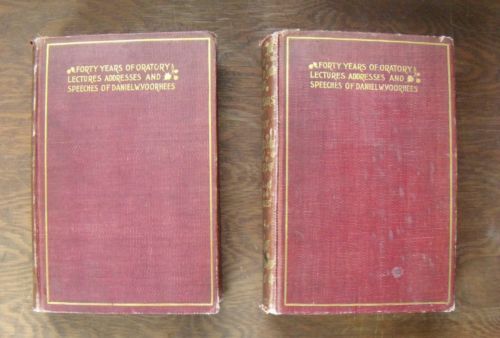 FORTY YEARS OF ORATORY
LECTURES ADDRESSES AND
SPEECHES OF DANIEL W. VOORHEES
FORTY YEARS OF ORATORY
LECTURES ADDRESSES AND
SPEECHES OF DANIEL W. VOORHEES